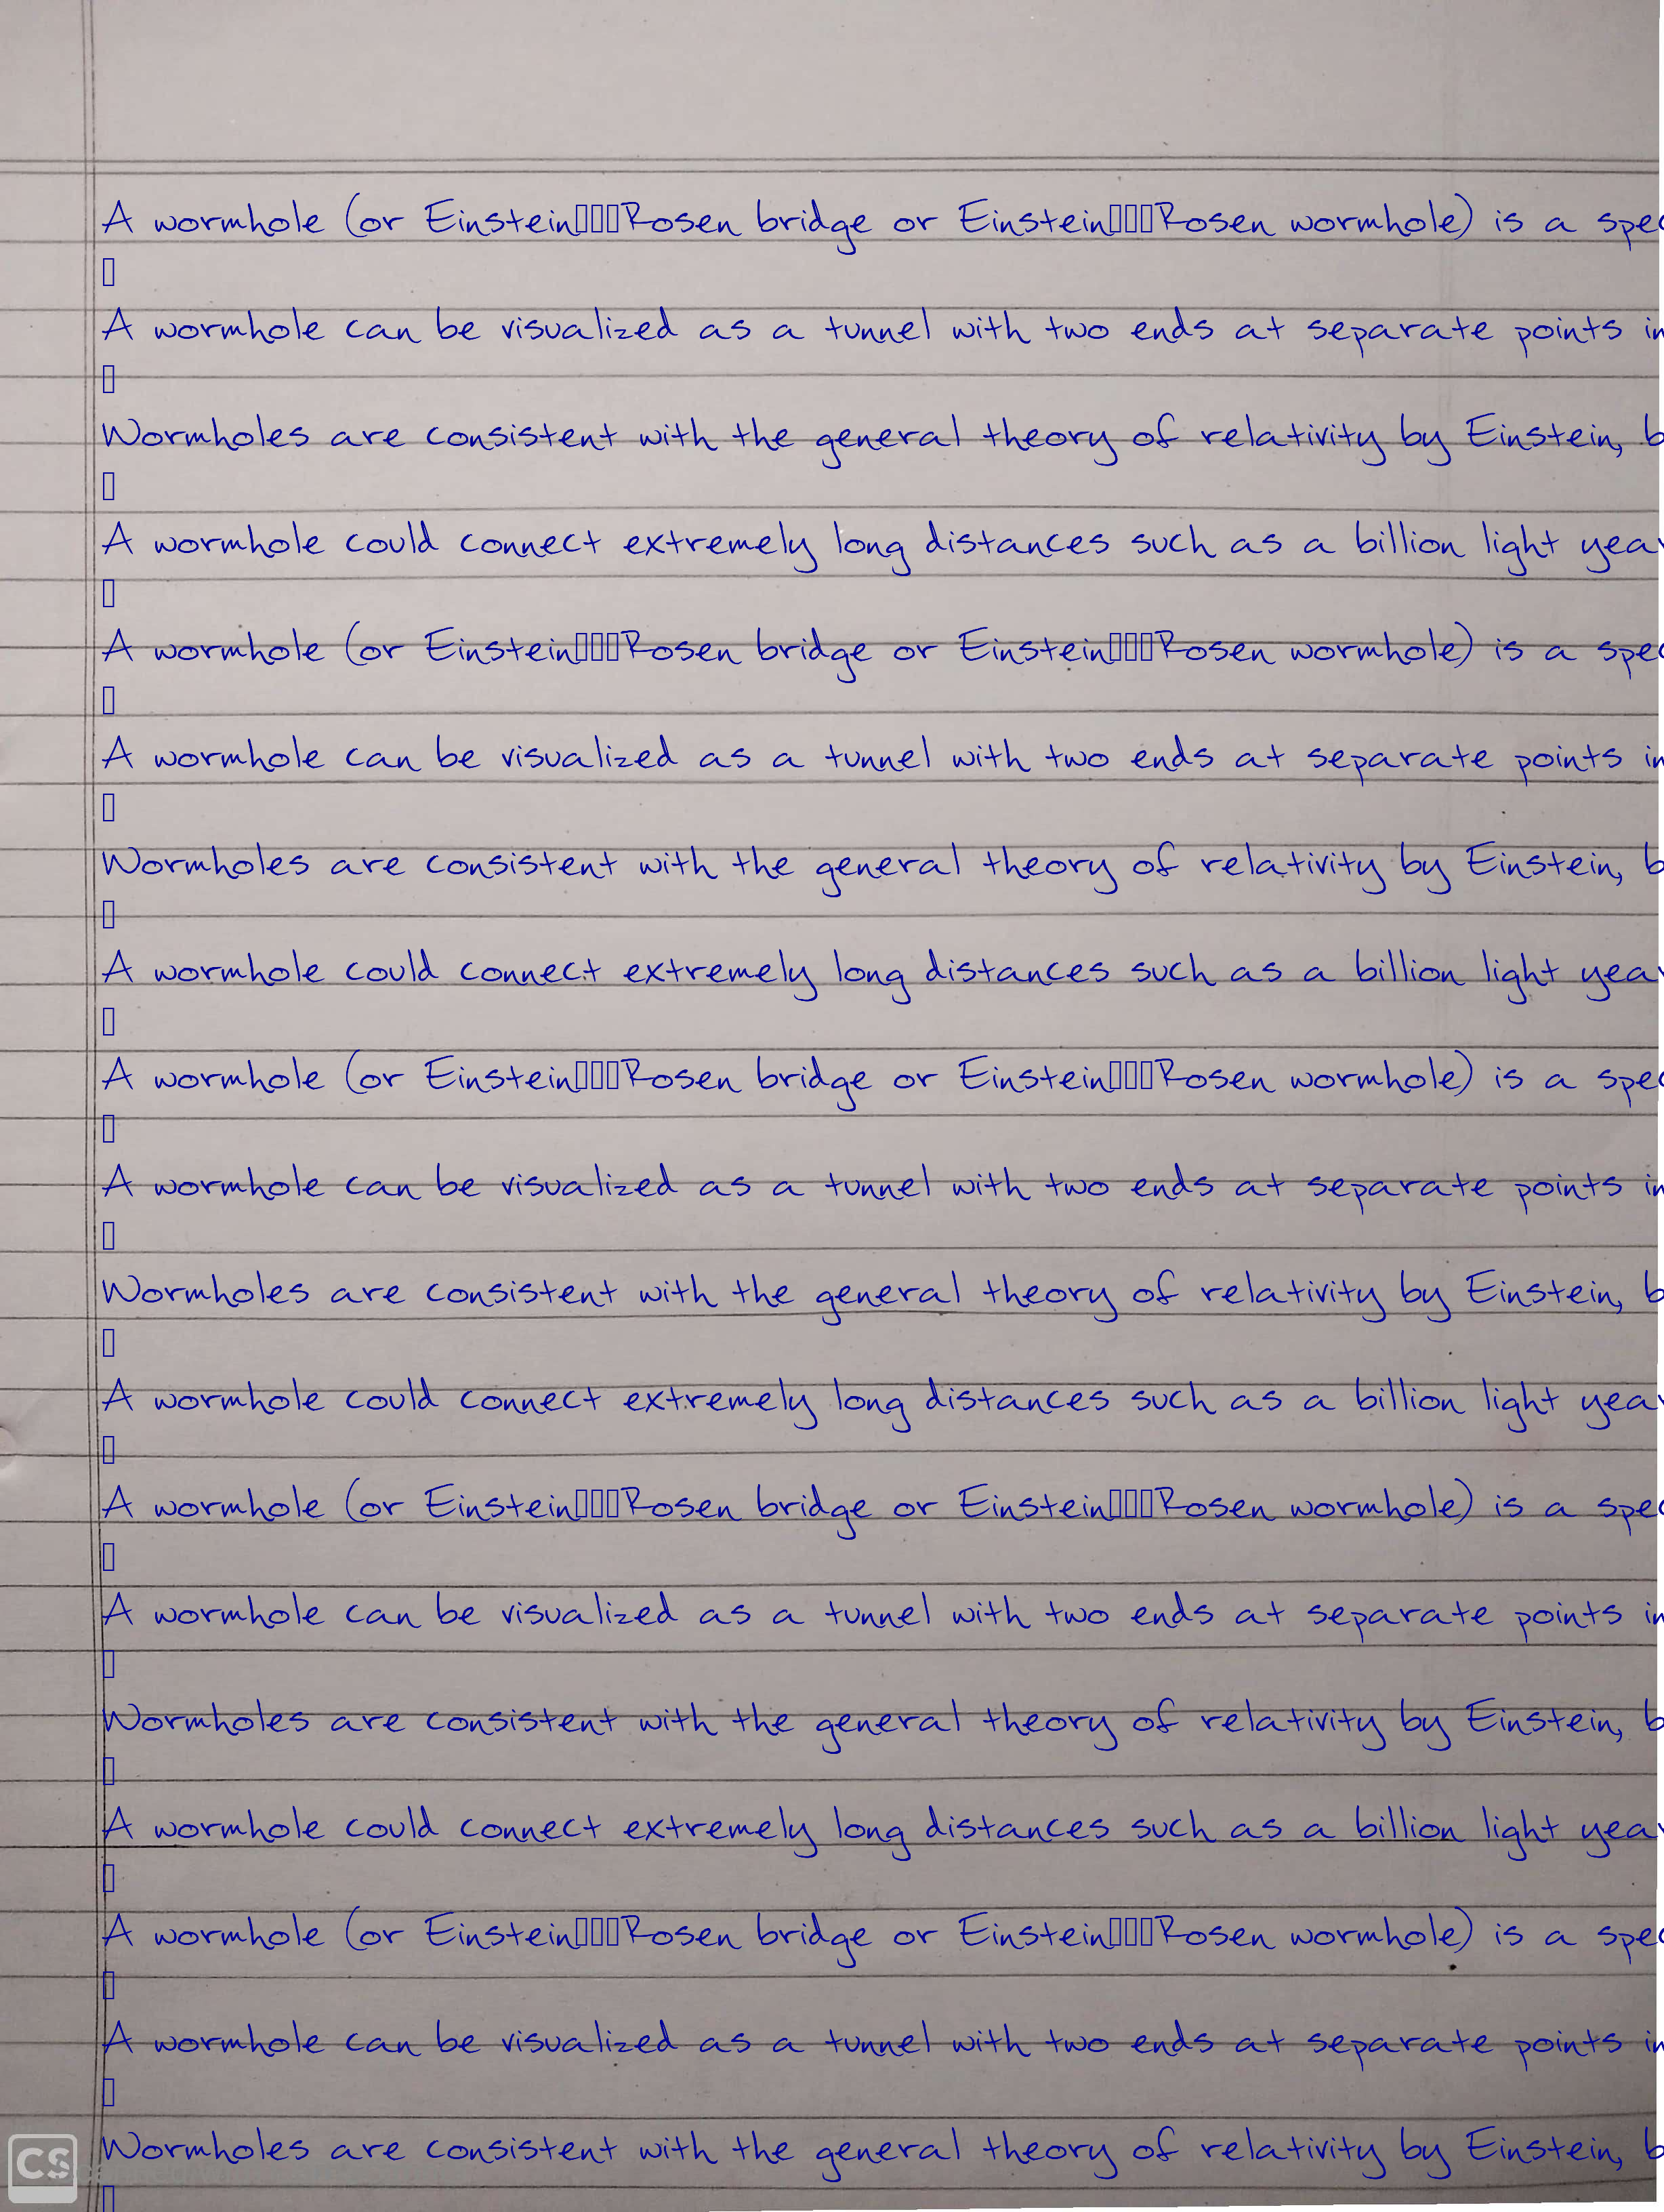 A wormhole (or Einstein▯▯▯Rosen bridge or Einstein▯▯▯Rosen wormhole) is a spec
A wormhole can be visualized as a tunnel with two ends at separate points in
Wormholes are consistent with the general theory of relativity by Einstein, b
A wormhole could connect extremely long distances such as a billion light year
A wormhole (or Einstein▯▯▯Rosen bridge or Einstein▯▯▯Rosen wormhole) is a spec
A wormhole can be visualized as a tunnel with two ends at separate points in
Wormholes are consistent with the general theory of relativity by Einstein, b
A wormhole could connect extremely long distances such as a billion light year
A wormhole (or Einstein▯▯▯Rosen bridge or Einstein▯▯▯Rosen wormhole) is a spec
A wormhole can be visualized as a tunnel with two ends at separate points in
Wormholes are consistent with the general theory of relativity by Einstein, b
A wormhole could connect extremely long distances such as a billion light year
A wormhole (or Einstein▯▯▯Rosen bridge or Einstein▯▯▯Rosen wormhole) is a spec
A wormhole can be visualized as a tunnel with two ends at separate points in
Wormholes are consistent with the general theory of relativity by Einstein, b
A wormhole could connect extremely long distances such as a billion light year
A wormhole (or Einstein▯▯▯Rosen bridge or Einstein▯▯▯Rosen wormhole) is a spec
A wormhole can be visualized as a tunnel with two ends at separate points in
Wormholes are consistent with the general theory of relativity by Einstein, b
CS